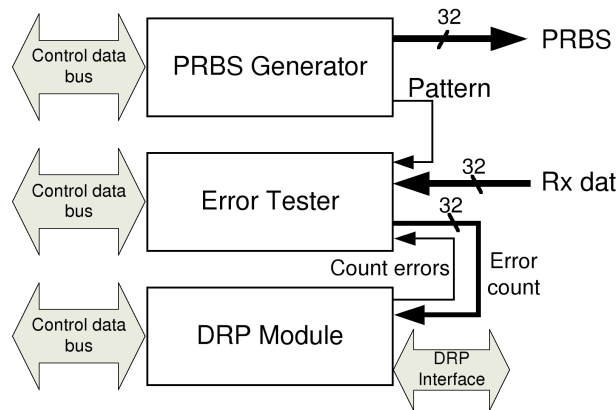 32
Control data
bus
PRBS Generator
PRBS
Pattern
32
Control data
bus
Error Tester
Rx dat
32
Count errors
Error
count
Control data
bus
DRP Module
DRP
Interface